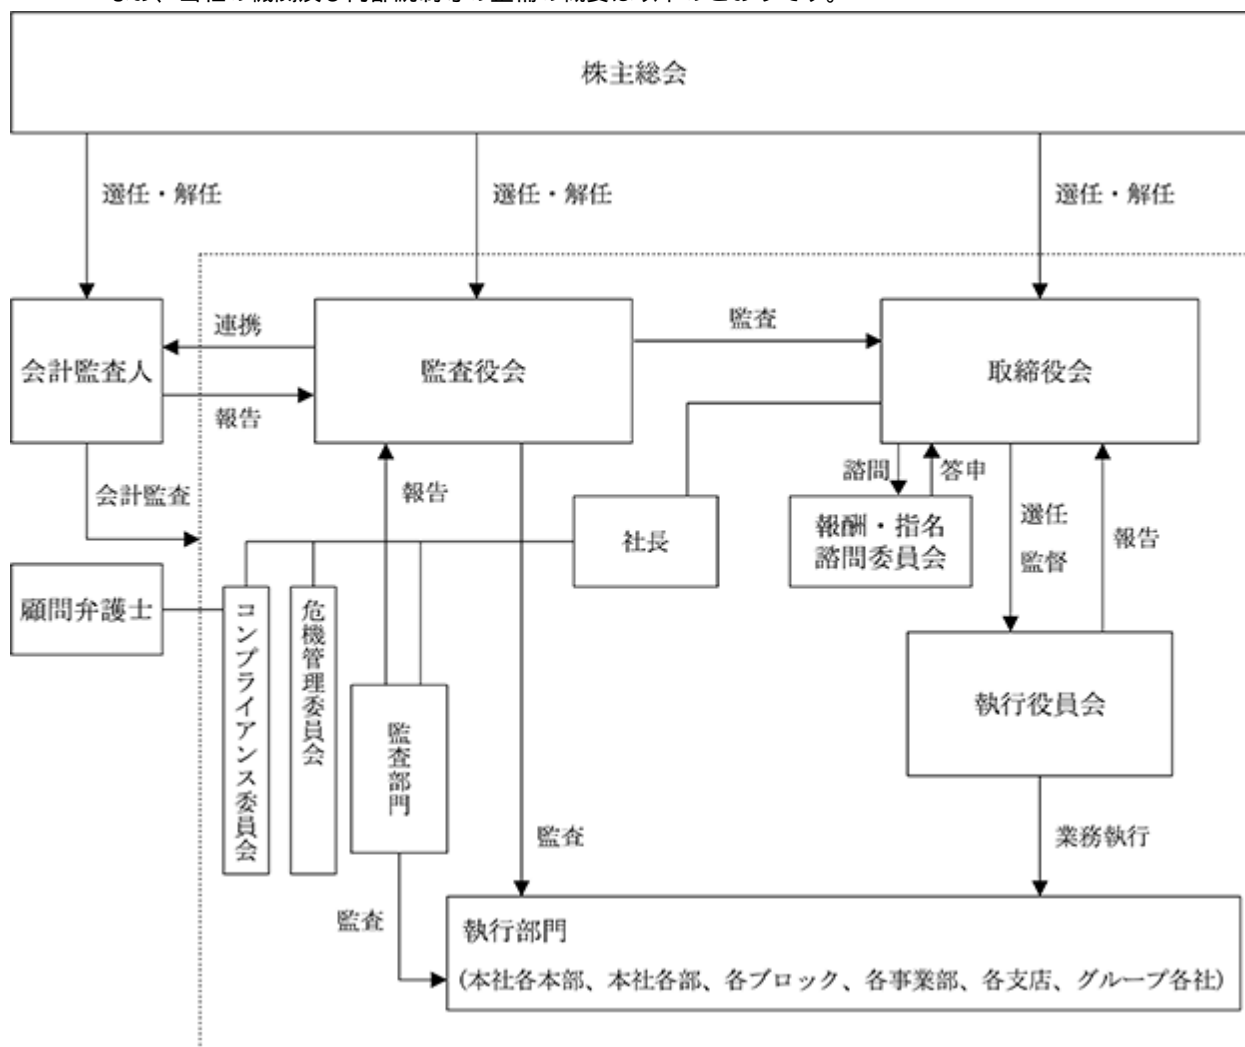 株主総会
選任・解任
選任・解任
選任・解任
連携
監査
会計監査人
監査役会
取締役会
報告
会計監査
報告
諮問
答申
社長
報酬・指名
諮問委員会
選任
監督
報告
顧問弁護士
コンプライアンス委員会
危機管理委員会
監査部門
執行役員会
監査
業務執行
監査
執行部門
(本社各本部、本社各部、各ブロック、各事業部、各支店、グループ各社)